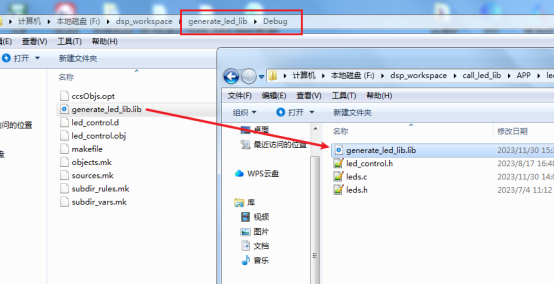 计算机 ▸ 本地磁盘 (F:) ▸ dsp_workspace ▸ generate_led_lib ▸ Debug
查看(V) 工具(T) 帮助(H)
打开 新建文件夹
名称
ccsObjs.opt
generate_led_lib.lib
led_control.d
led_control.obj
makefile
objects.mk
sources.mk
subdir_rules.mk
subdir_vars.mk
问的位置
计算机 ▸ 本地磁盘 (F:) ▸ dsp_workspace ▸ call_led_lib ▸ APP ▸
文件(F) 编辑(E) 查看(V) 工具(T) 帮助(H)
组织 打开 新建文件夹
桌面
最近访问的位置
WPS云盘
库
视频
图片
文档
音乐
名称 修改日期
generate_led_lib.lib 2023/11/30
led_control.h 2023/8/17 16:48
leds.c 2023/11/30
leds.h 2023/7/4 11:12